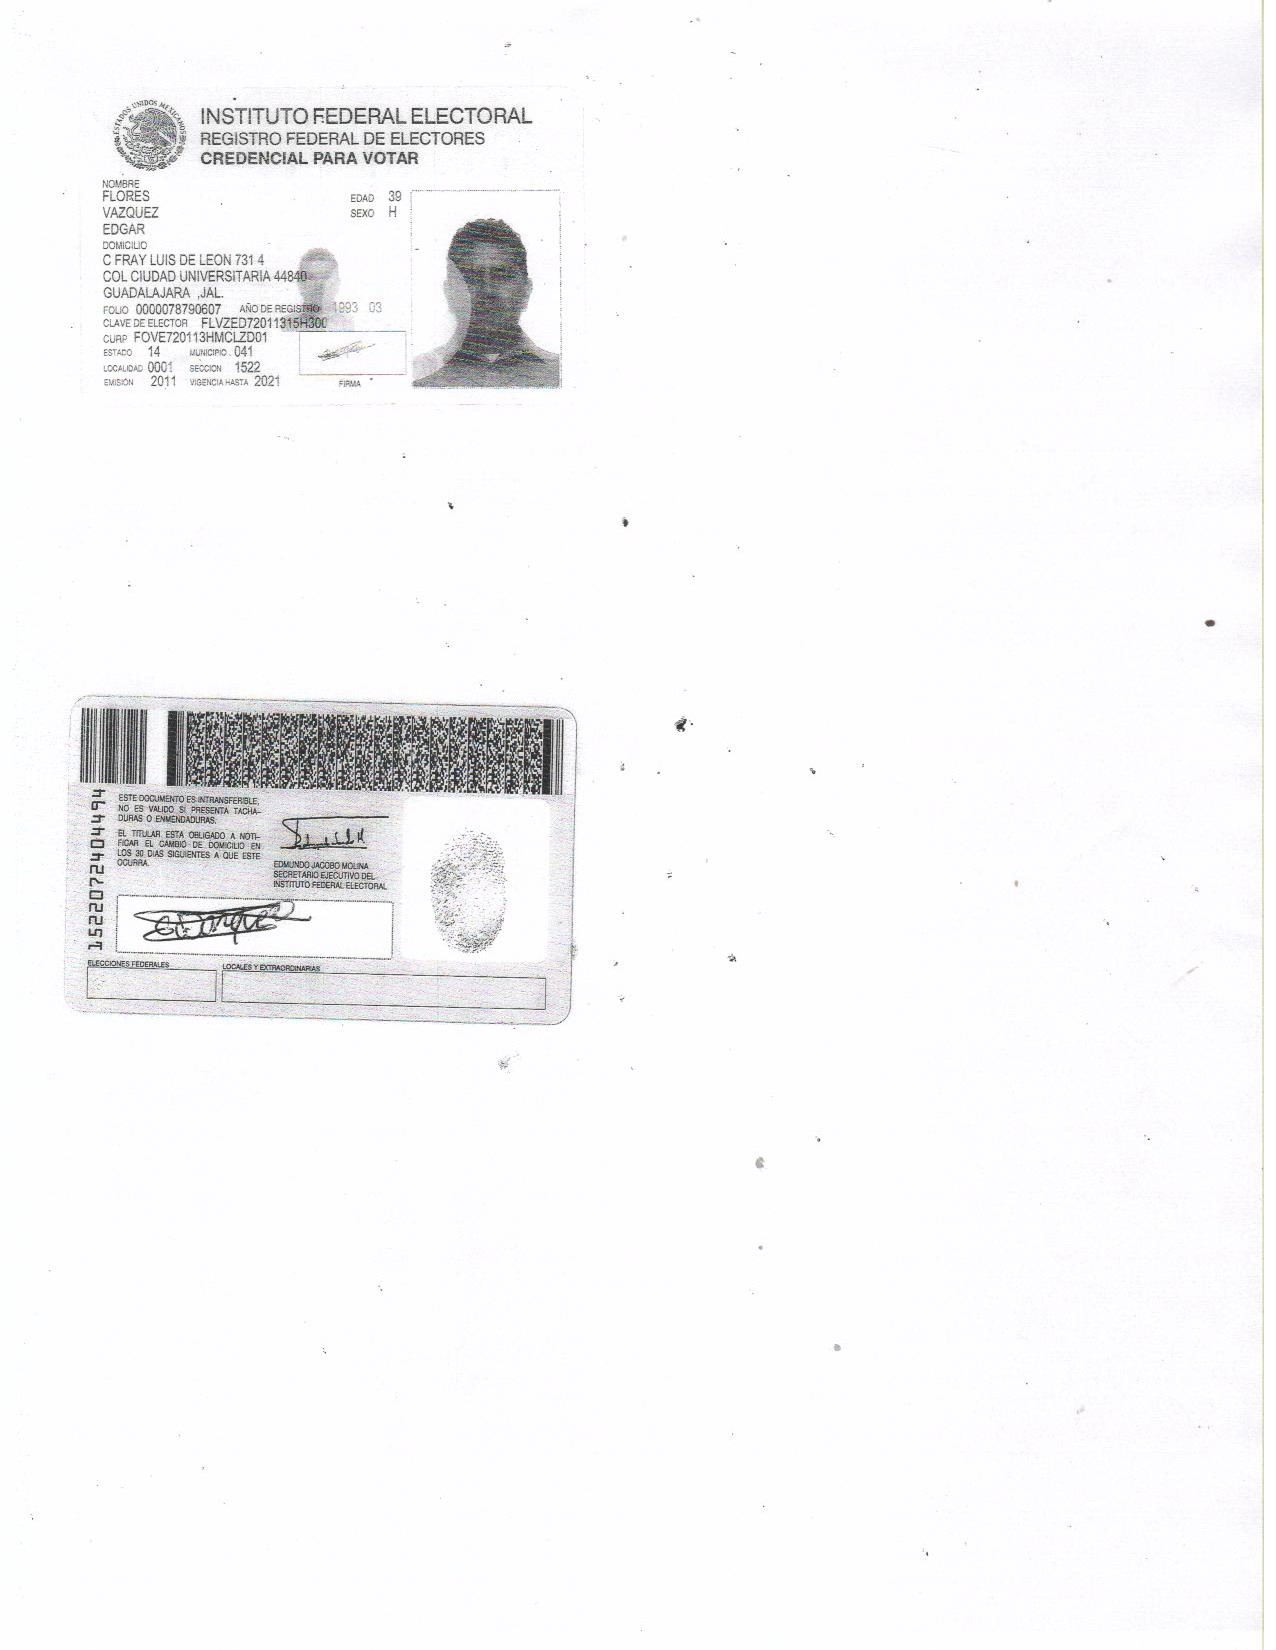 ESTADOS UNIDOS MEXICANOS
INSTITUTO FEDERAL ELECTORAL
REGISTRO FEDERAL DE ELECTORES
CREDENCIAL PARA VOTAR
NOMBRE
FLORES
VAZQUEZ
EDGAR
EDAD 39
SEXO H
DOMICILIO
C FRAY LUIS DE LEON 731 4
COL CIUDAD UNIVERSITARIA 44840
GUADALAJARA ,JAL.
FOLIO 0000078790607 AÑO DE REGISTRO 1993 03
CLAVE DE ELECTOR FLVZED72011315H300
CURP FOVE720113HMCLZD01
ESTADO 14 MUNICIPIO 041
LOCALIDAD 0001 SECCION 1522
EMISIÓN 2011 VIGENCIA HASTA 2021
FIRMA
1522072404494
ESTE DOCUMENTO ES INTRANSFERIBLE,
NO ES VALIDO SI PRESENTA TACHA-
DURAS O ENMENDADURAS.
EL TITULAR ESTA OBLIGADO A NOTI-
FICAR EL CAMBIO DE DOMICILIO EN
LOS 30 DIAS SIGUIENTES A QUE ESTE
OCURRA.
EDMUNDO JACOBO MOLINA
SECRETARIO EJECUTIVO DEL
INSTITUTO FEDERAL ELECTORAL
ELECCIONES FEDERALES
LOCALES Y EXTRAORDINARIAS